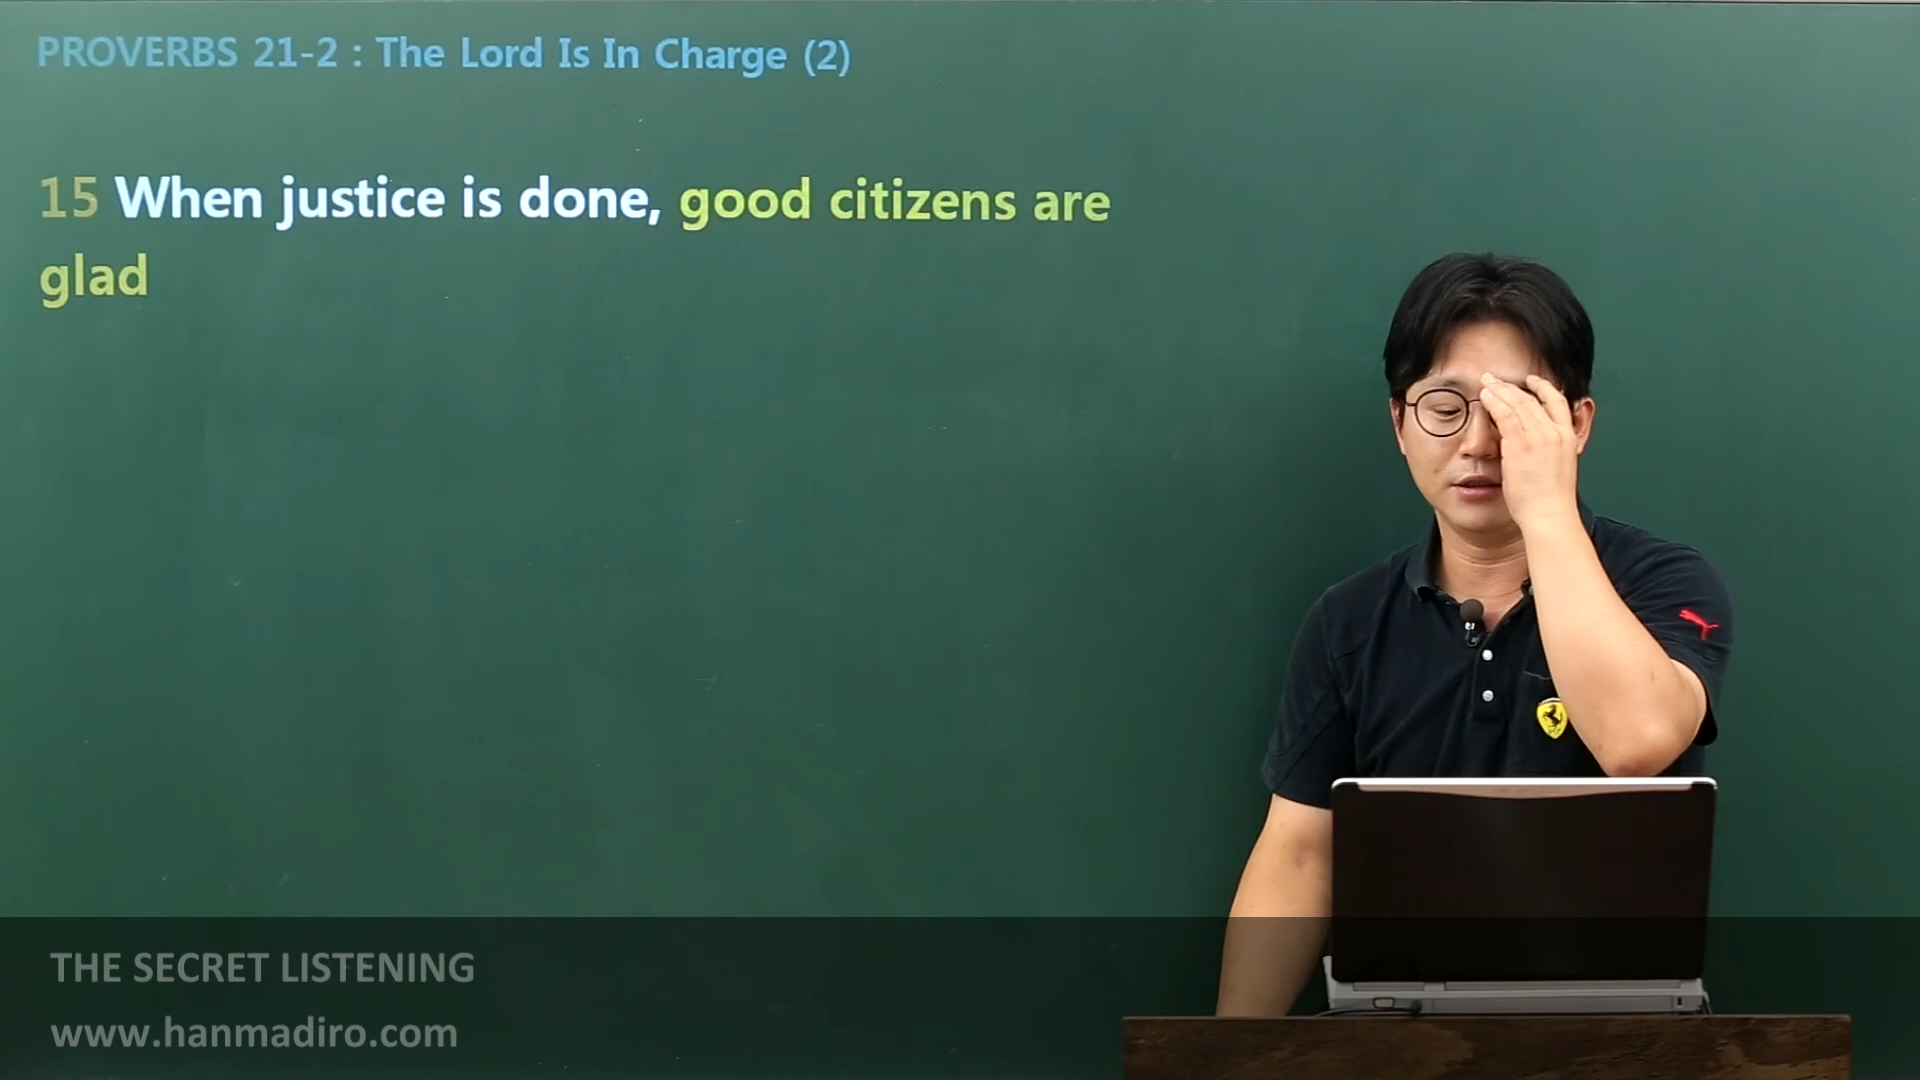 PROVERBS 21-2 : The Lord Is In Charge (2)
15 When justice is done, good citizens are
glad
THE SECRET LISTENING
www.hanmadiro.com